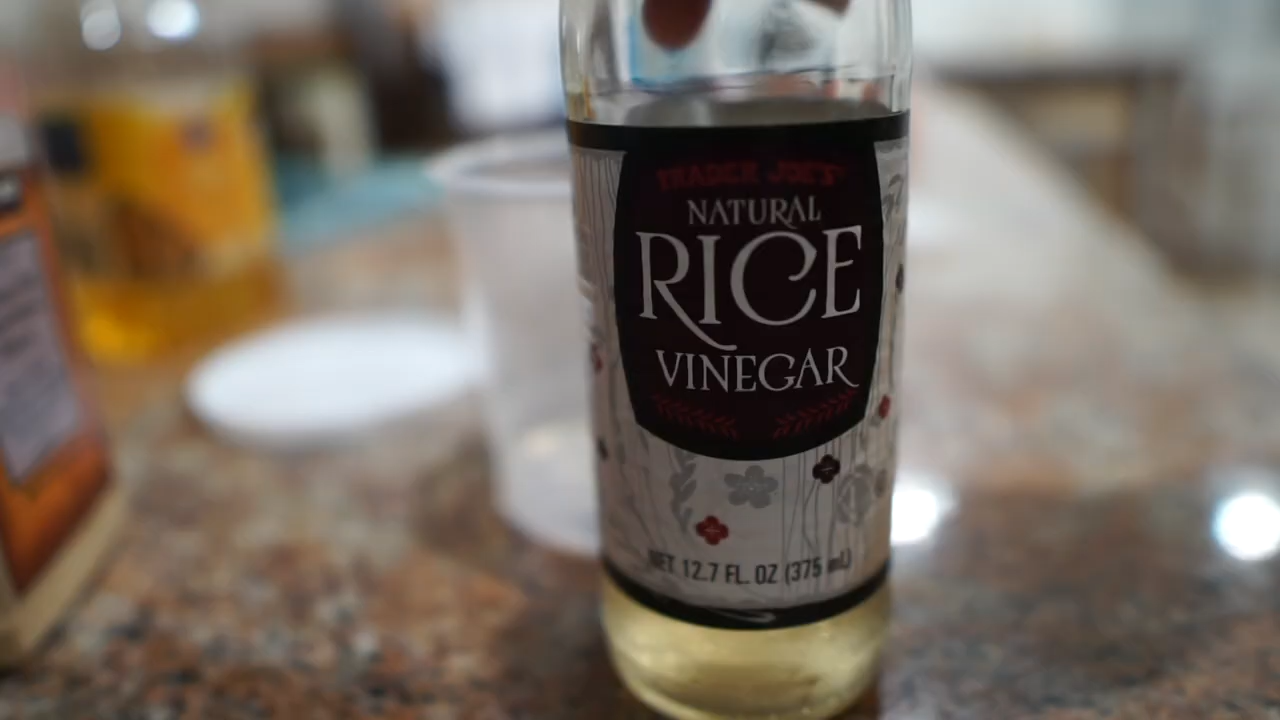 TRADER JOE'S
NATURAL
RICE
VINEGAR
NET 12.7 FL. OZ (375 mL)